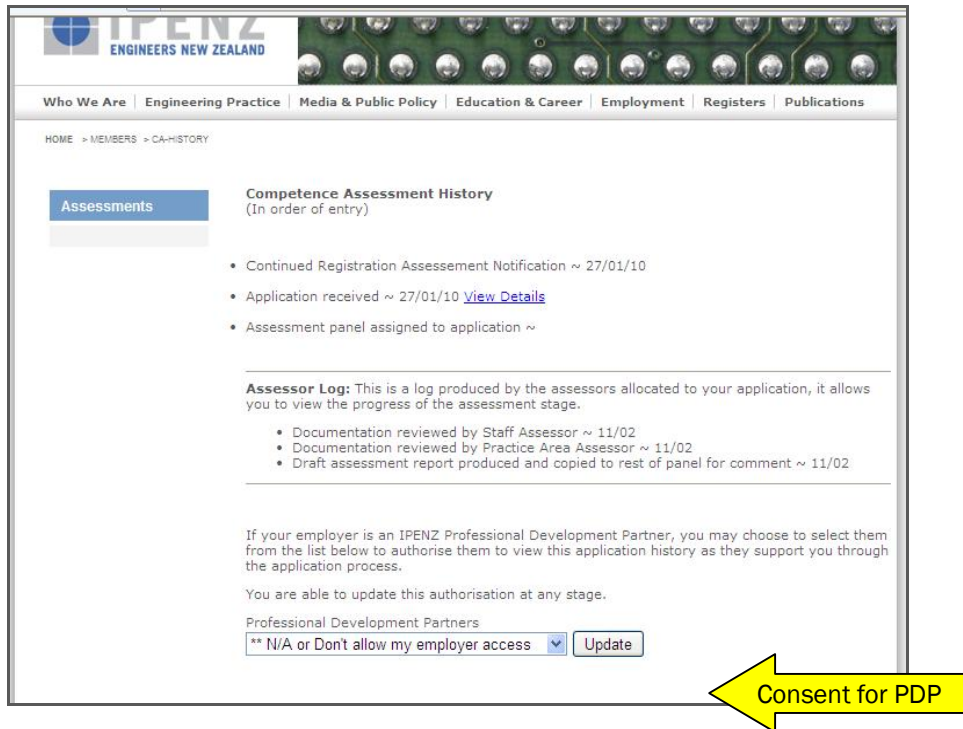 IPENZ
ENGINEERS NEW ZEALAND
Who We Are | Engineering Practice | Media & Public Policy | Education & Career | Employment | Registers | Publications
HOME > MEMBERS > CA-HISTORY
Assessments
Competence Assessment History
(In order of entry)
• Continued Registration Assessement Notification ~ 27/01/10
• Application received ~ 27/01/10 View Details
• Assessment panel assigned to application ~
Assessor Log: This is a log produced by the assessors allocated to your application, it allows
you to view the progress of the assessment stage.
• Documentation reviewed by Staff Assessor ~ 11/02
• Documentation reviewed by Practice Area Assessor ~ 11/02
• Draft assessment report produced and copied to rest of panel for comment ~ 11/02
If your employer is an IPENZ Professional Development Partner, you may choose to select them
from the list below to authorise them to view this application history as they support you through
the application process.
You are able to update this authorisation at any stage.
Professional Development Partners
** N/A or Don't allow my employer access Update
Consent for PDP